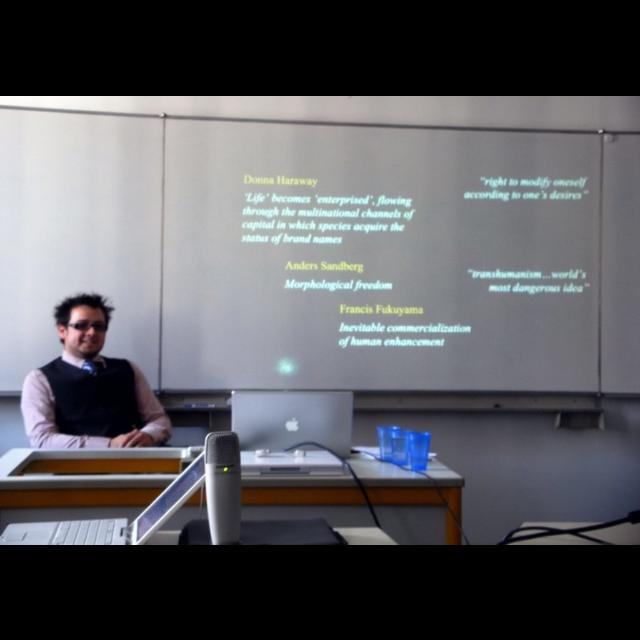 Donna Haraway
'Life' becomes 'enterprised', flowing
through the multinational channels of
capital in which species acquire the
status of brand names
"right to modify oneself
according to one's desires"
Anders Sandberg
Morphological freedom
"transhumanism...world's
most dangerous idea"
Francis Fukuyama
Inevitable commercialization
of human enhancement